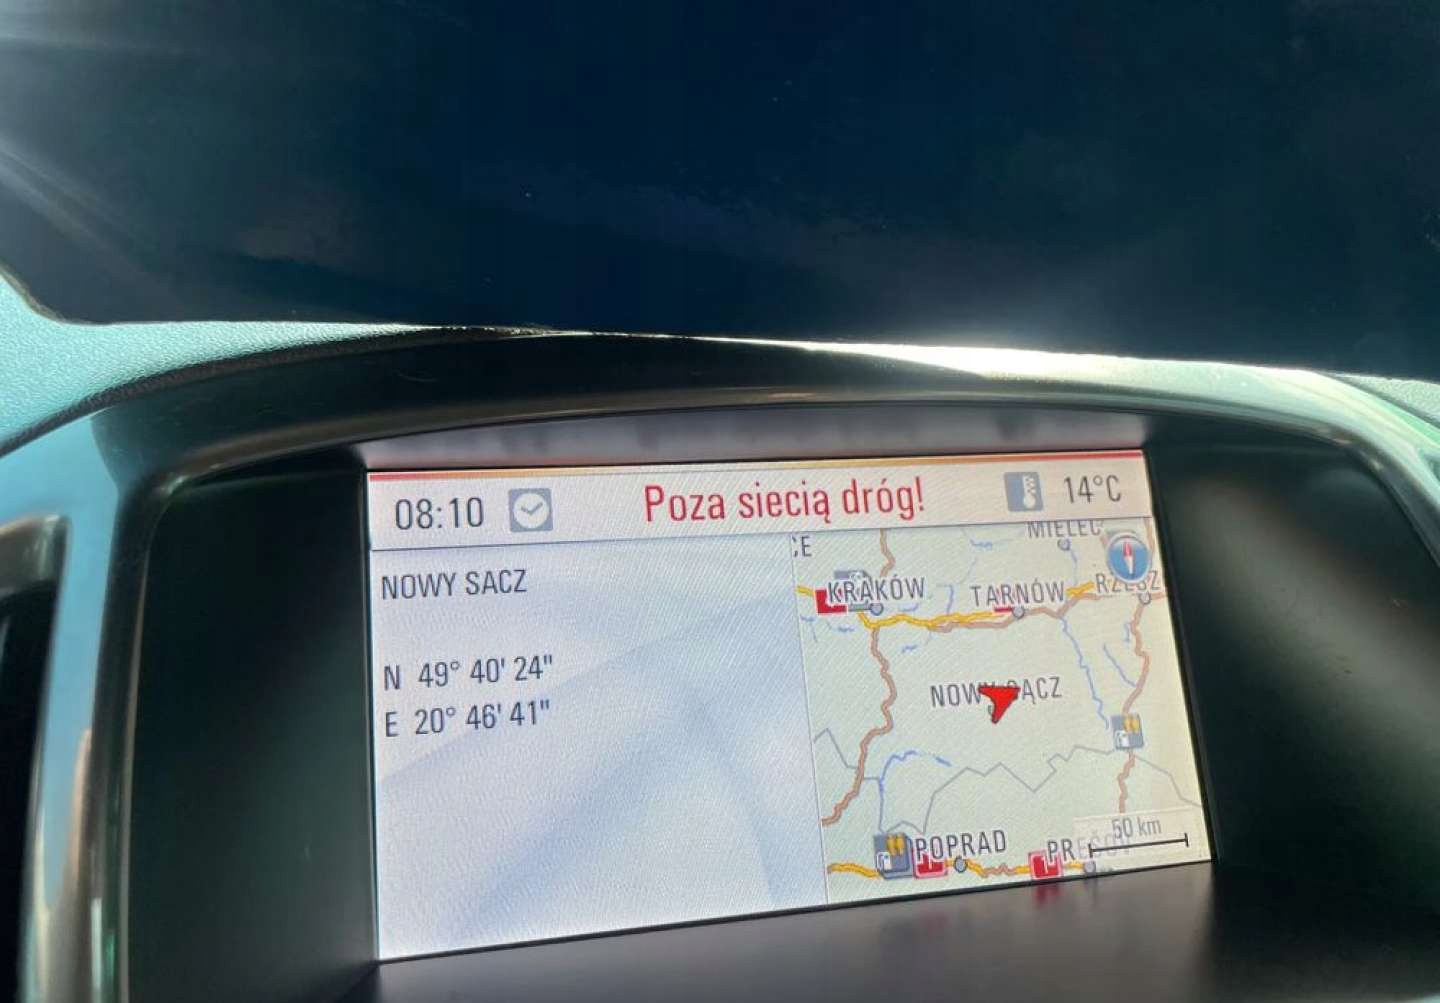 08:10
Poza siecią dróg!
14°C
NOWY SACZ
N 49° 40' 24"
E 20° 46' 41"
MIELEC
KRAKÓW
TARNÓW
NOWY SĄCZ
POPRAD
50 km